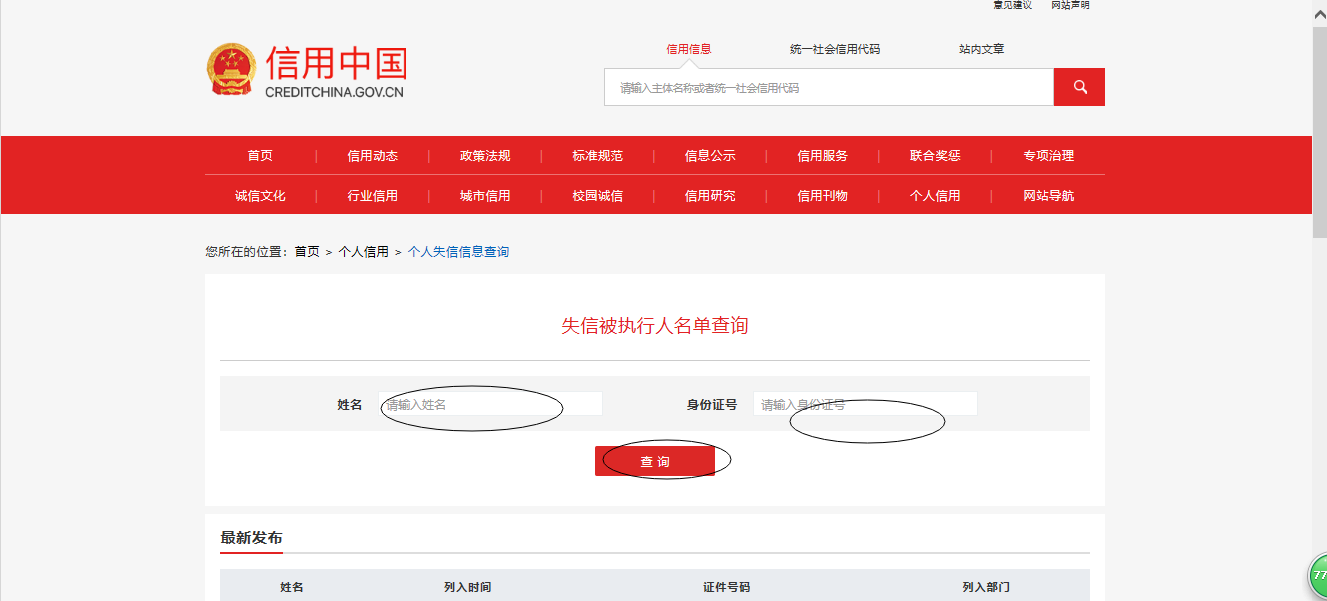 意见建议 网站声明
信用信息 统一社会信用代码 站内文章
信用中国
CREDITCHINA.GOV.CN
请输入主体名称或者统一社会信用代码
首页 | 信用动态 | 政策法规 | 标准规范 | 信息公示 | 信用服务 | 联合奖惩 | 专项治理
诚信文化 | 行业信用 | 城市信用 | 校园诚信 | 信用研究 | 信用刊物 | 个人信用 | 网站导航
您所在的位置：首页 > 个人信用 > 个人失信信息查询
失信被执行人名单查询
姓名 请输入姓名 身份证号 请输入身份证号
查 询
最新发布
姓名 列入时间 证件号码 列入部门
77